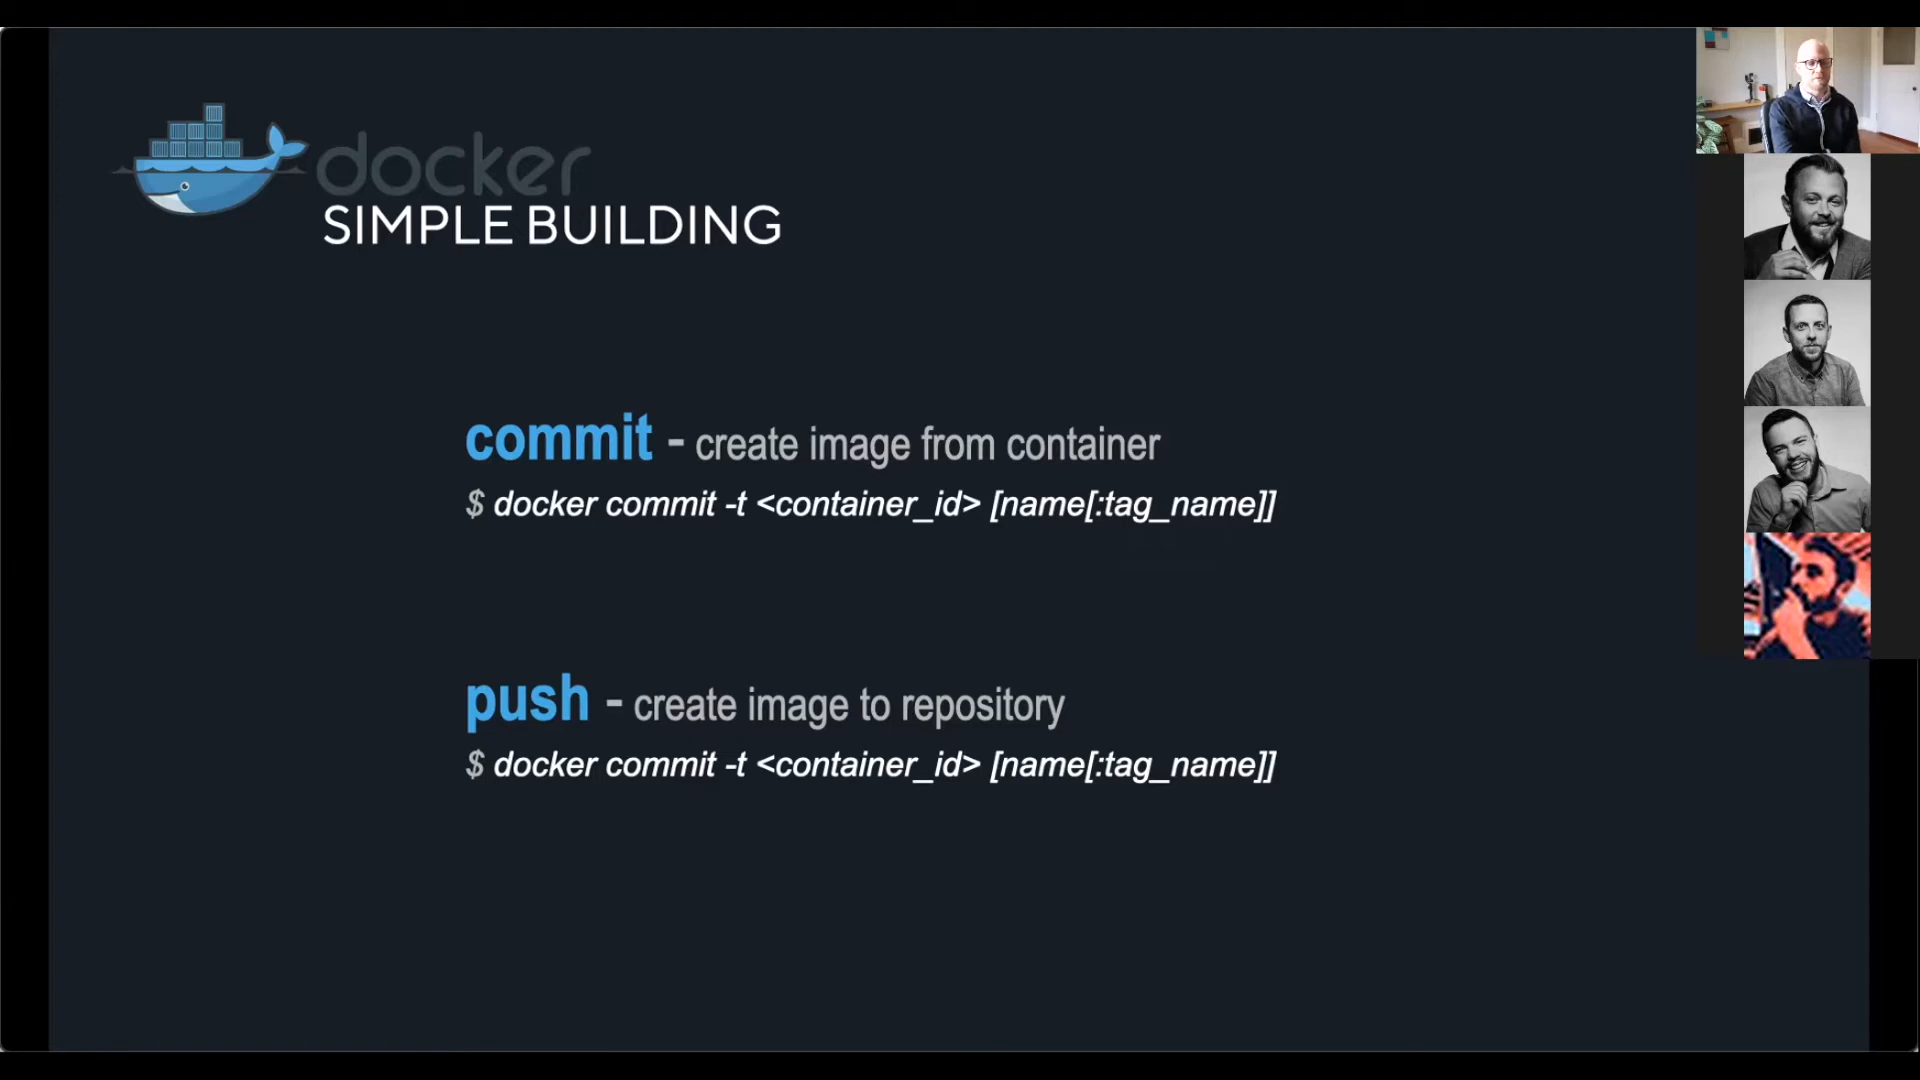 docker
SIMPLE BUILDING
commit - create image from container
$ docker commit -t <container_id> [name[:tag_name]]
push - create image to repository
$ docker commit -t <container_id> [name[:tag_name]]